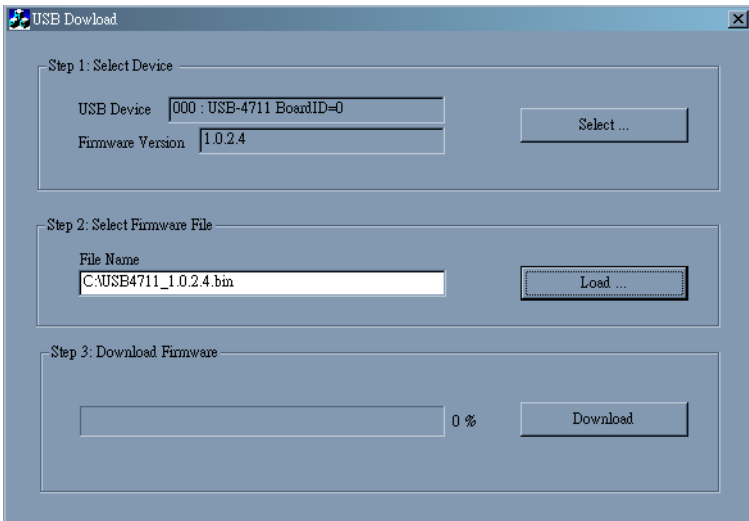 USB Dowload
Step 1: Select Device
USB Device 000 : USB-4711 BoardID=0
Select ...
Firmware Version 1.0.2.4
Step 2: Select Firmware File
File Name
C:\USB4711_1.0.2.4.bin
Load ...
Step 3: Download Firmware
0 %
Download